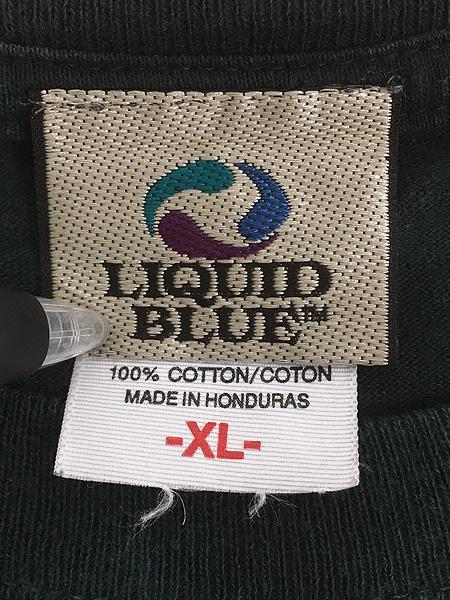 LIQUID
BLUE™
100% COTTON/COTON
MADE IN HONDURAS
-XL-